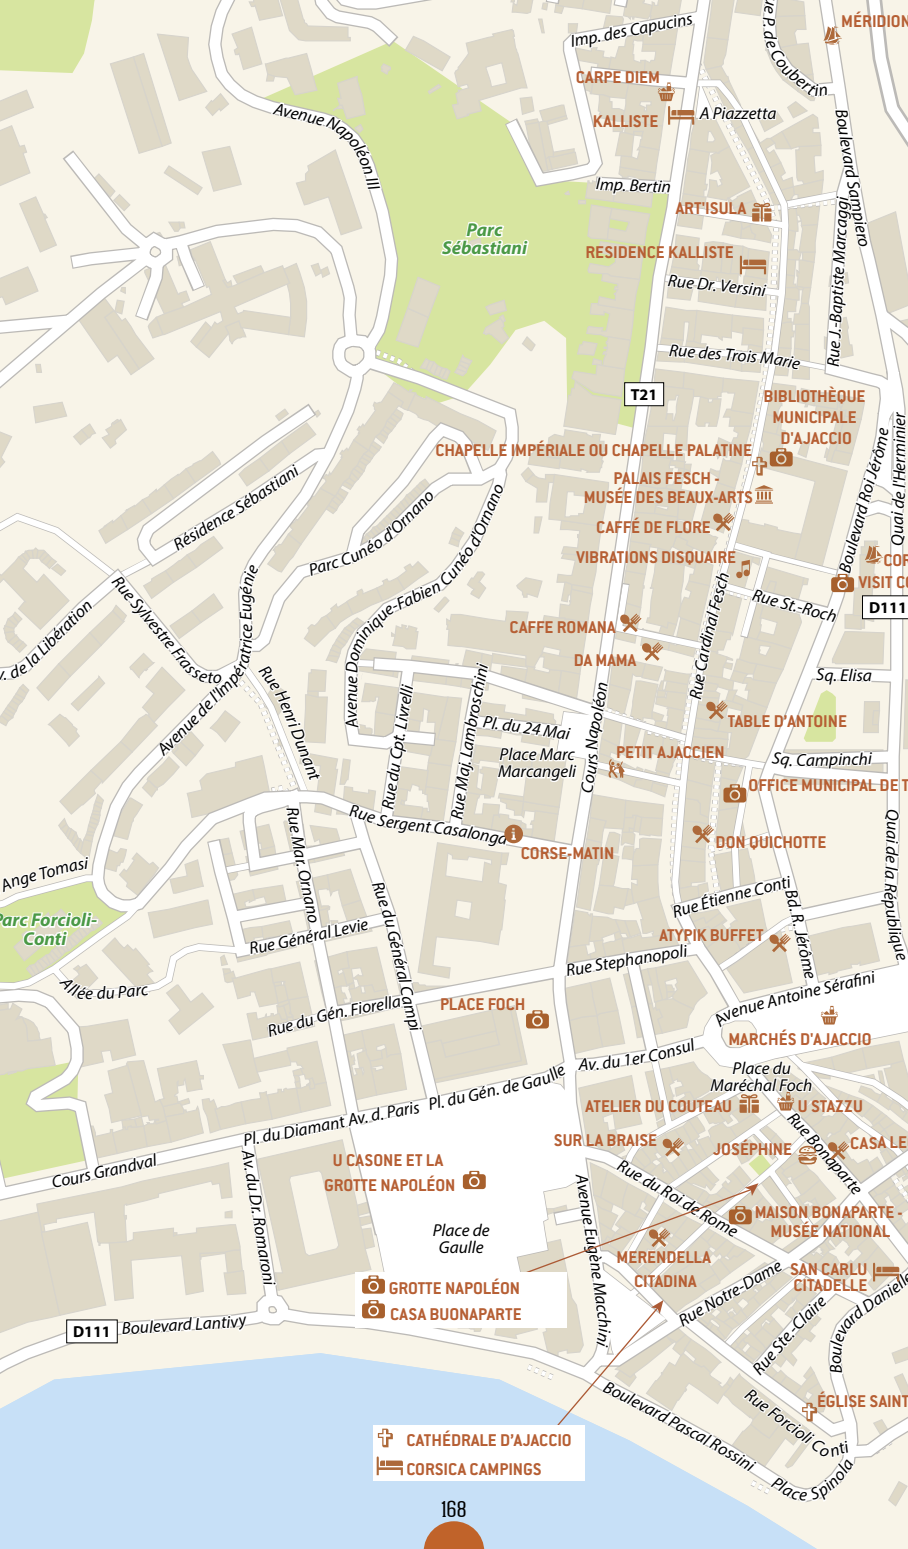 Imp. des Capucins
re P. de Coubertin
MÉRIDION
CARPE DIEM
KALLISTE
A Piazzetta
Avenue Napoléon III
Boulevard Sampiero
Imp. Bertin
ART'ISULA
Parc
Sébastiani
RESIDENCE KALLISTE
Rue Dr. Versini
Rue J.-Baptiste Marcaggi
Rue des Trois Marie
T21
BIBLIOTHÈQUE
MUNICIPALE
D'AJACCIO
CHAPELLE IMPÉRIALE OU CHAPELLE PALATINE
PALAIS FESCH -
MUSÉE DES BEAUX-ARTS
CAFFÉ DE FLORE
VIBRATIONS DISQUAIRE
Boulevard Roi Jérôme
Quai de l'Herminier
COR
VISIT CO
D111
Résidence Sébastiani
Parc Cunéo d'Ornano
Avenue Dominique-Fabien Cunéo d'Ornano
Rue St.-Roch
Rue Cardinal Fesch
CAFFE ROMANA
DA MAMA
v. de la Libération
Rue Sylvestre Frasseto
Avenue de l'Impératrice Eugénie
Rue Henri Dunant
Sq. Elisa
TABLE D'ANTOINE
Rue du Cpt. Livrelli
Rue Maj. Lambroschini
Pl. du 24 Mai
Place Marc
Marcangeli
Cours Napoléon
PETIT AJACCIEN
Sq. Campinchi
OFFICE MUNICIPAL DE T
Rue Sergent Casalonga
CORSE-MATIN
DON QUICHOTTE
Quai de la République
Ange Tomasi
Rue Mar. Ornano
Parc Forcioli-
Conti
Rue du Général Campi
Rue Étienne Conti
Bd. R. Jérôme
Rue Général Levie
ATYPIK BUFFET
Rue Stephanopoli
Allée du Parc
Rue du Gén. Fiorella
PLACE FOCH
Avenue Antoine Sérafini
MARCHÉS D'AJACCIO
Av. du 1er Consul
Place du
Maréchal Foch
Pl. du Gén. de Gaulle
Av. d. Paris
Pl. du Diamant
ATELIER DU COUTEAU
U STAZZU
Rue Bonaparte
SUR LA BRAISE
JOSÉPHINE
CASA LE
Cours Grandval
Av. du Dr. Romaroni
U CASONE ET LA
GROTTE NAPOLÉON
Rue du Roi de Rome
Avenue Eugène Macchini
MAISON BONAPARTE -
MUSÉE NATIONAL
Place de
Gaulle
MERENDELLA
CITADINA
SAN CARLU
CITADELLE
Rue Notre-Dame
GROTTE NAPOLÉON
CASA BUONAPARTE
Rue Ste.-Claire
Boulevard Danielle
D111
Boulevard Lantivy
Boulevard Pascal Rossini
Rue Forcioli Conti
ÉGLISE SAINT
CATHÉDRALE D'AJACCIO
CORSICA CAMPINGS
Place Spinola
168